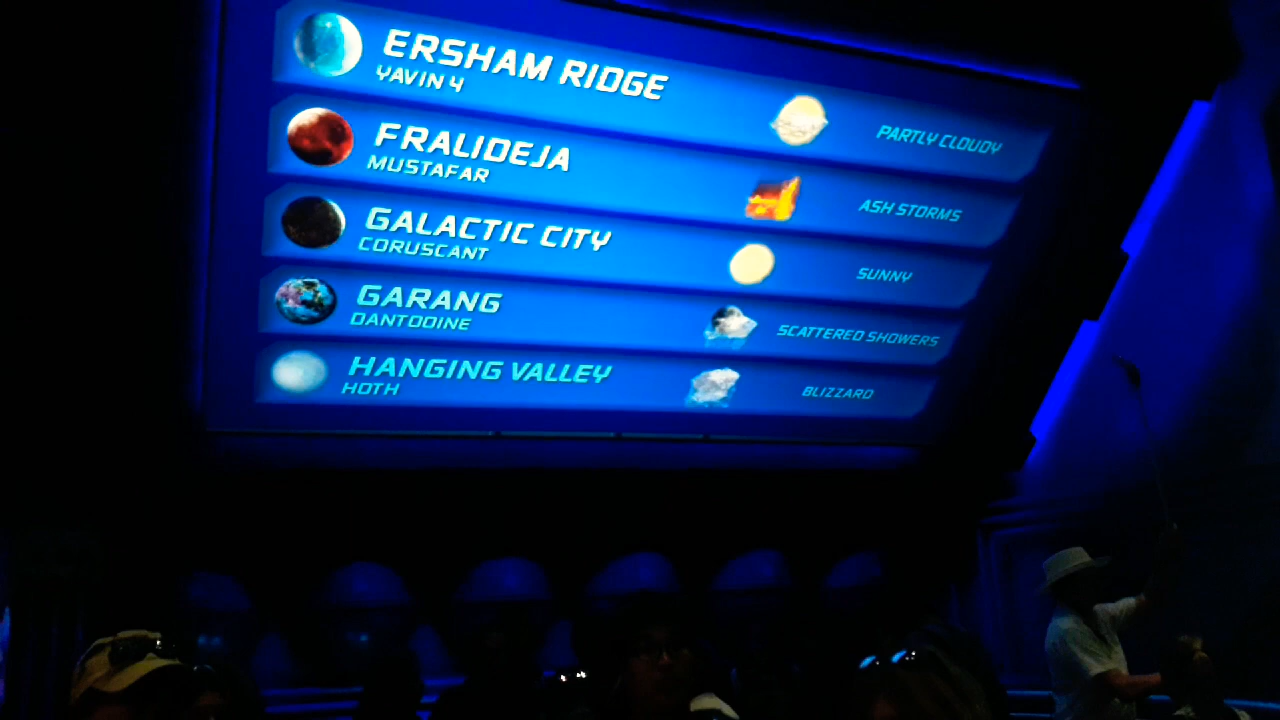 ERSHAM RIDGE
YAVIN 4
PARTLY CLOUDY
FRALIDEJA
MUSTAFAR
ASH STORMS
GALACTIC CITY
CORUSCANT
SUNNY
GARANG
DANTOOINE
SCATTERED SHOWERS
HANGING VALLEY
HOTH
BLIZZARD